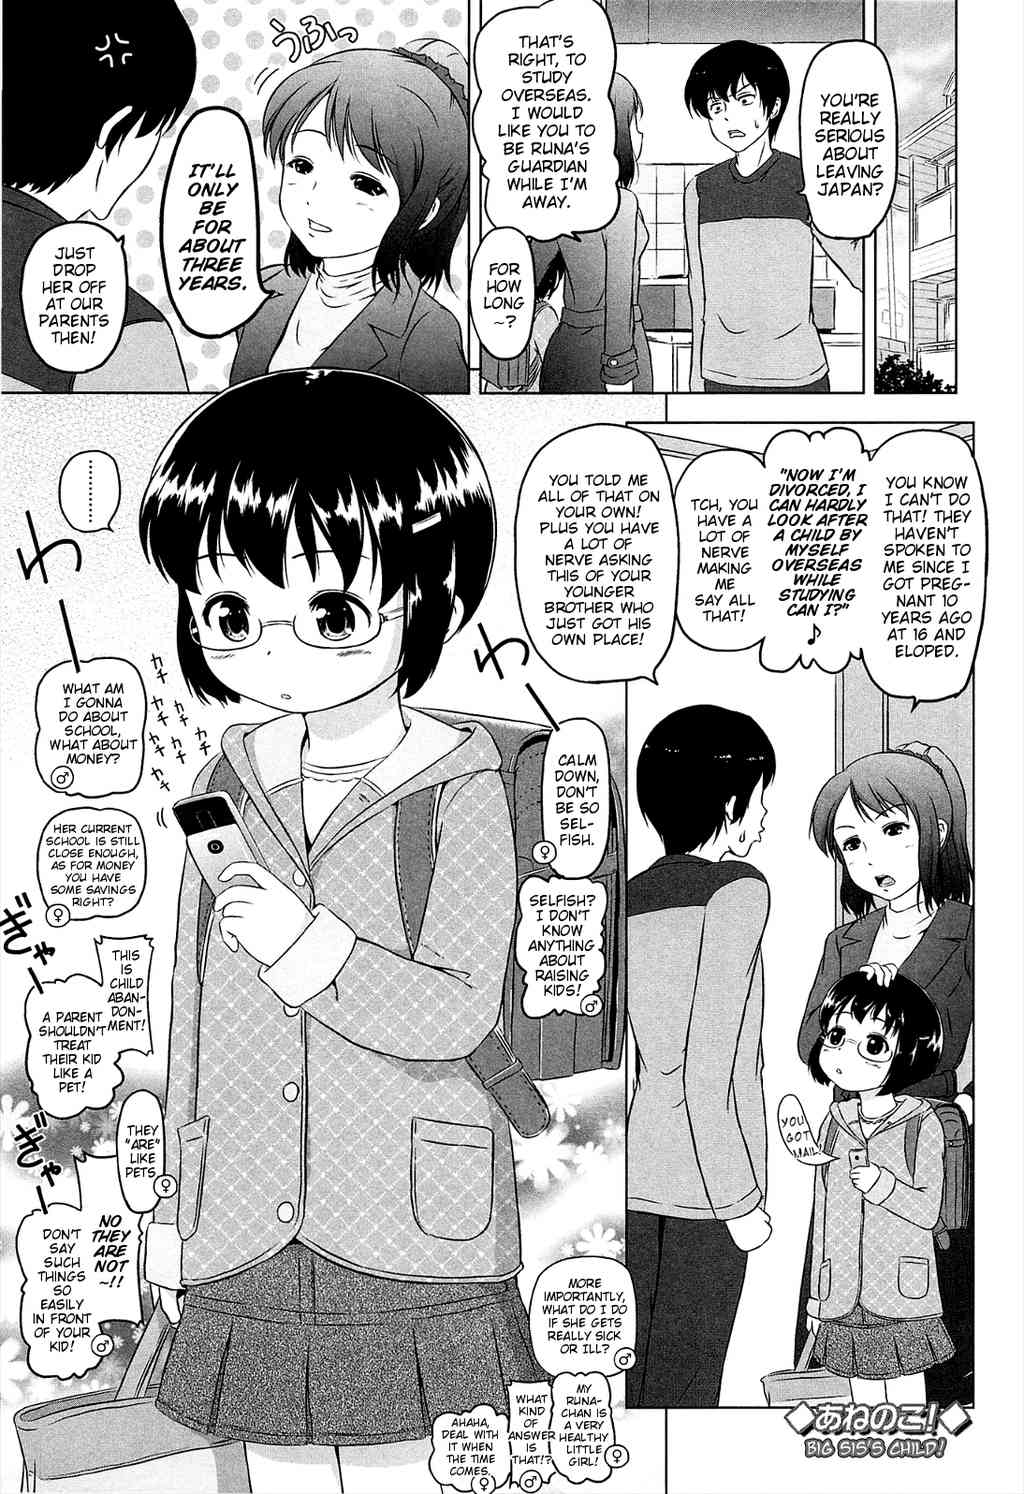 YOU'RE
REALLY
SERIOUS
ABOUT
LEAVING
JAPAN?
THAT'S
RIGHT, TO
STUDY
OVERSEAS.
I WOULD
LIKE YOU TO
BE RUNA'S
GUARDIAN
WHILE I'M
AWAY.
FOR
HOW
LONG
~?
うふっ
IT'LL
ONLY
BE
FOR
ABOUT
THREE
YEARS.
JUST
DROP
HER OFF
AT OUR
PARENTS
THEN!
YOU KNOW
I CAN'T DO
THAT! THEY
HAVEN'T
SPOKEN TO
ME SINCE I
GOT PREG-
NANT 10
YEARS AGO
AT 16 AND
ELOPED.
"NOW I'M
DIVORCED, I
CAN HARDLY
LOOK AFTER
A CHILD BY
MYSELF
OVERSEAS
WHILE
STUDYING
CAN I?"
♪
TCH, YOU
HAVE A
LOT OF
NERVE
MAKING
ME
SAY ALL
THAT!
YOU TOLD ME
ALL OF THAT ON
YOUR OWN!
PLUS YOU HAVE
A LOT OF
NERVE ASKING
THIS OF YOUR
YOUNGER
BROTHER WHO
JUST GOT HIS
OWN PLACE!
YOU
GOT
MAIL!
◆あねのこ!◆
BIG SIS'S CHILD!
わー
CALM
DOWN,
DON'T
BE SO
SEL-
FISH.
♀
SELFISH?
I DON'T
KNOW
ANYTHING
ABOUT
RAISING
KIDS!
♂
.........
わー
カチ
カチ
カチ
カチ
カチ
カチ
WHAT AM
I GONNA
DO ABOUT
SCHOOL,
WHAT ABOUT
MONEY?
♂
HER CURRENT
SCHOOL IS STILL
CLOSE ENOUGH,
AS FOR MONEY
YOU HAVE
SOME SAVINGS
RIGHT?
♀
ぎゃー
THIS
IS
CHILD
ABAN-
DON-
MENT!
A PARENT
SHOULDN'T
TREAT
THEIR KID
LIKE A
PET!
THEY
"ARE"
LIKE
PETS
♀
ぎゃー
NO
THEY
ARE
NOT
~!!
DON'T
SAY
SUCH
THINGS
SO
EASILY
IN FRONT
OF YOUR
KID!
♂
MORE
IMPORTANTLY,
WHAT DO I DO
IF SHE GETS
REALLY SICK
OR ILL?
♂
MY
RUNA-
CHAN IS
A VERY
HEALTHY
LITTLE
GIRL!
♀
WHAT
KIND
OF
ANSWER
IS
THAT!?
♂
AHAHA,
DEAL WITH
IT WHEN
THE TIME
COMES.
♀